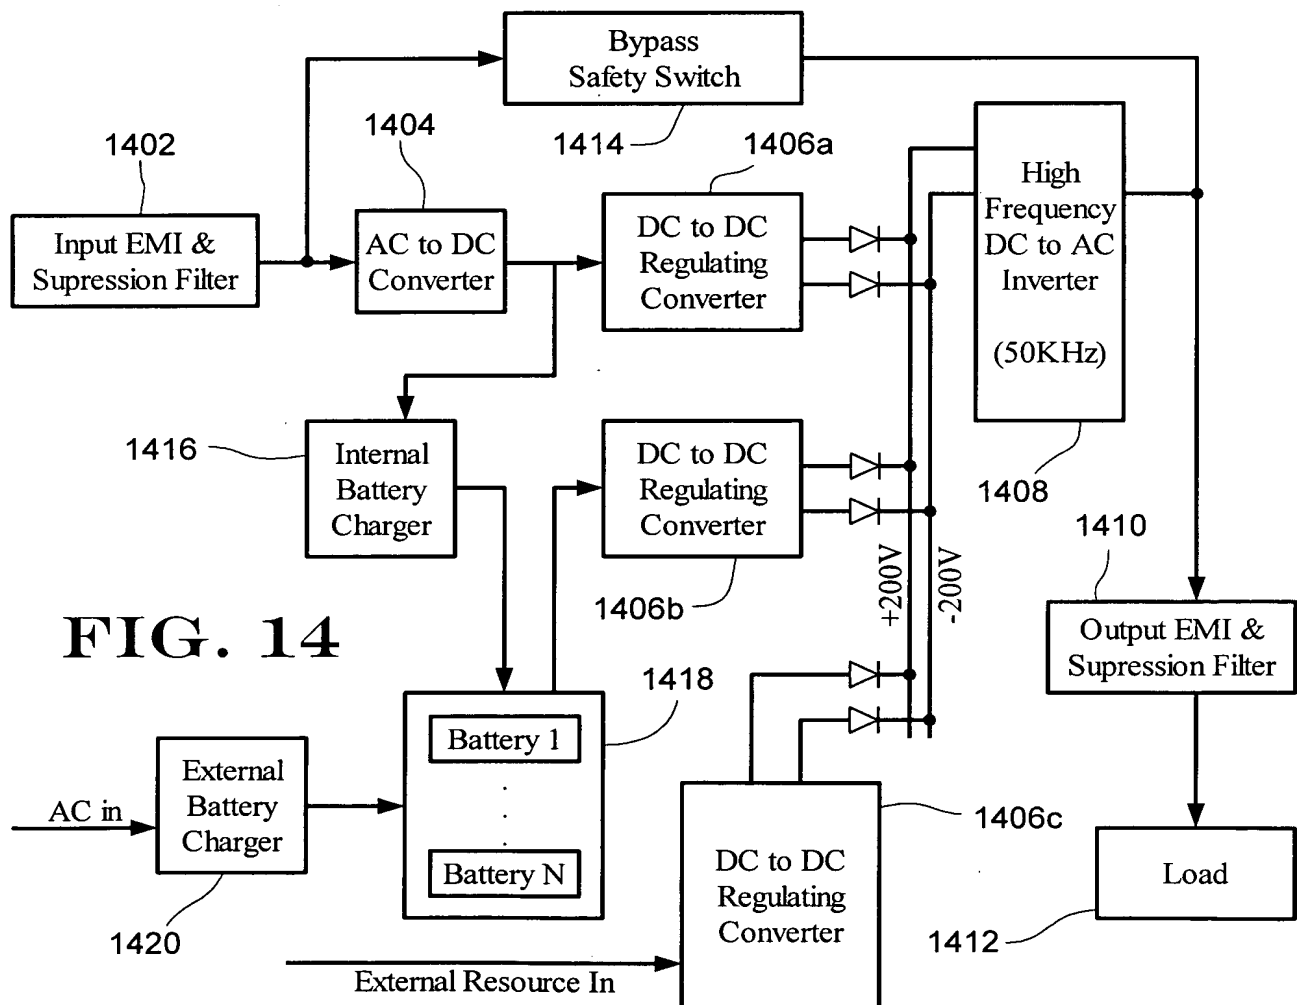 Bypass
Safety Switch
1414
1402
1404
1406a
Input EMI &
Supression Filter
AC to DC
Converter
DC to DC
Regulating
Converter
High
Frequency
DC to AC
Inverter
(50KHz)
1408
1416
Internal
Battery
Charger
DC to DC
Regulating
Converter
1406b
+200V
-200V
1410
Output EMI &
Supression Filter
FIG. 14
1418
Battery 1
.
.
.
Battery N
AC in
External
Battery
Charger
1420
1406c
DC to DC
Regulating
Converter
External Resource In
Load
1412